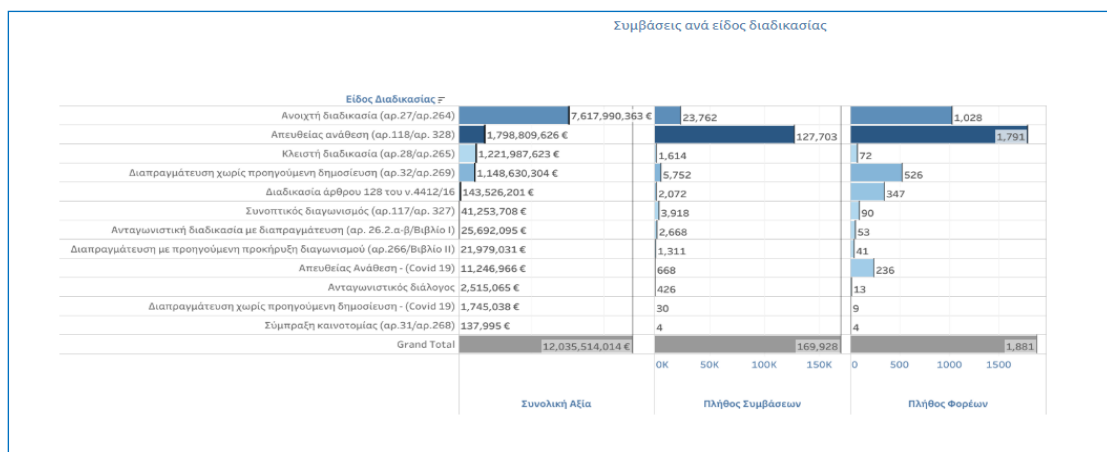 Συμβάσεις ανά είδος διαδικασίας
Είδος Διαδικασίας
Ανοιχτή διαδικασία (αρ.27/αρ.264) 7,617,990,363 € 23,762 1,028
Απευθείας ανάθεση (αρ.118/αρ. 328) 1,798,809,626 € 127,703 1,791
Κλειστή διαδικασία (αρ.28/αρ.265) 1,221,987,623 € 1,614 72
Διαπραγμάτευση χωρίς προηγούμενη δημοσίευση (αρ.32/αρ.269) 1,148,630,304 € 5,752 526
Διαδικασία άρθρου 128 του ν.4412/16 143,526,201 € 2,072 347
Συνοπτικός διαγωνισμός (αρ.117/αρ. 327) 41,253,708 € 3,918 90
Ανταγωνιστική διαδικασία με διαπραγμάτευση (αρ. 26.2.α-β/Βιβλίο Ι) 25,692,095 € 2,668 53
Διαπραγμάτευση με προηγούμενη προκήρυξη διαγωνισμού (αρ.266/Βιβλίο ΙΙ) 21,979,031 € 1,311 41
Απευθείας Ανάθεση - (Covid 19) 11,246,966 € 668 236
Ανταγωνιστικός διάλογος 2,515,065 € 426 13
Διαπραγμάτευση χωρίς προηγούμενη δημοσίευση - (Covid 19) 1,745,038 € 30 9
Σύμπραξη καινοτομίας (αρ.31/αρ.268) 137,995 € 4 4
Grand Total 12,035,514,014 € 169,928 1,881
0K 50K 100K 150K 0 500 1000 1500
Συνολική Αξία Πλήθος Συμβάσεων Πλήθος Φορέων